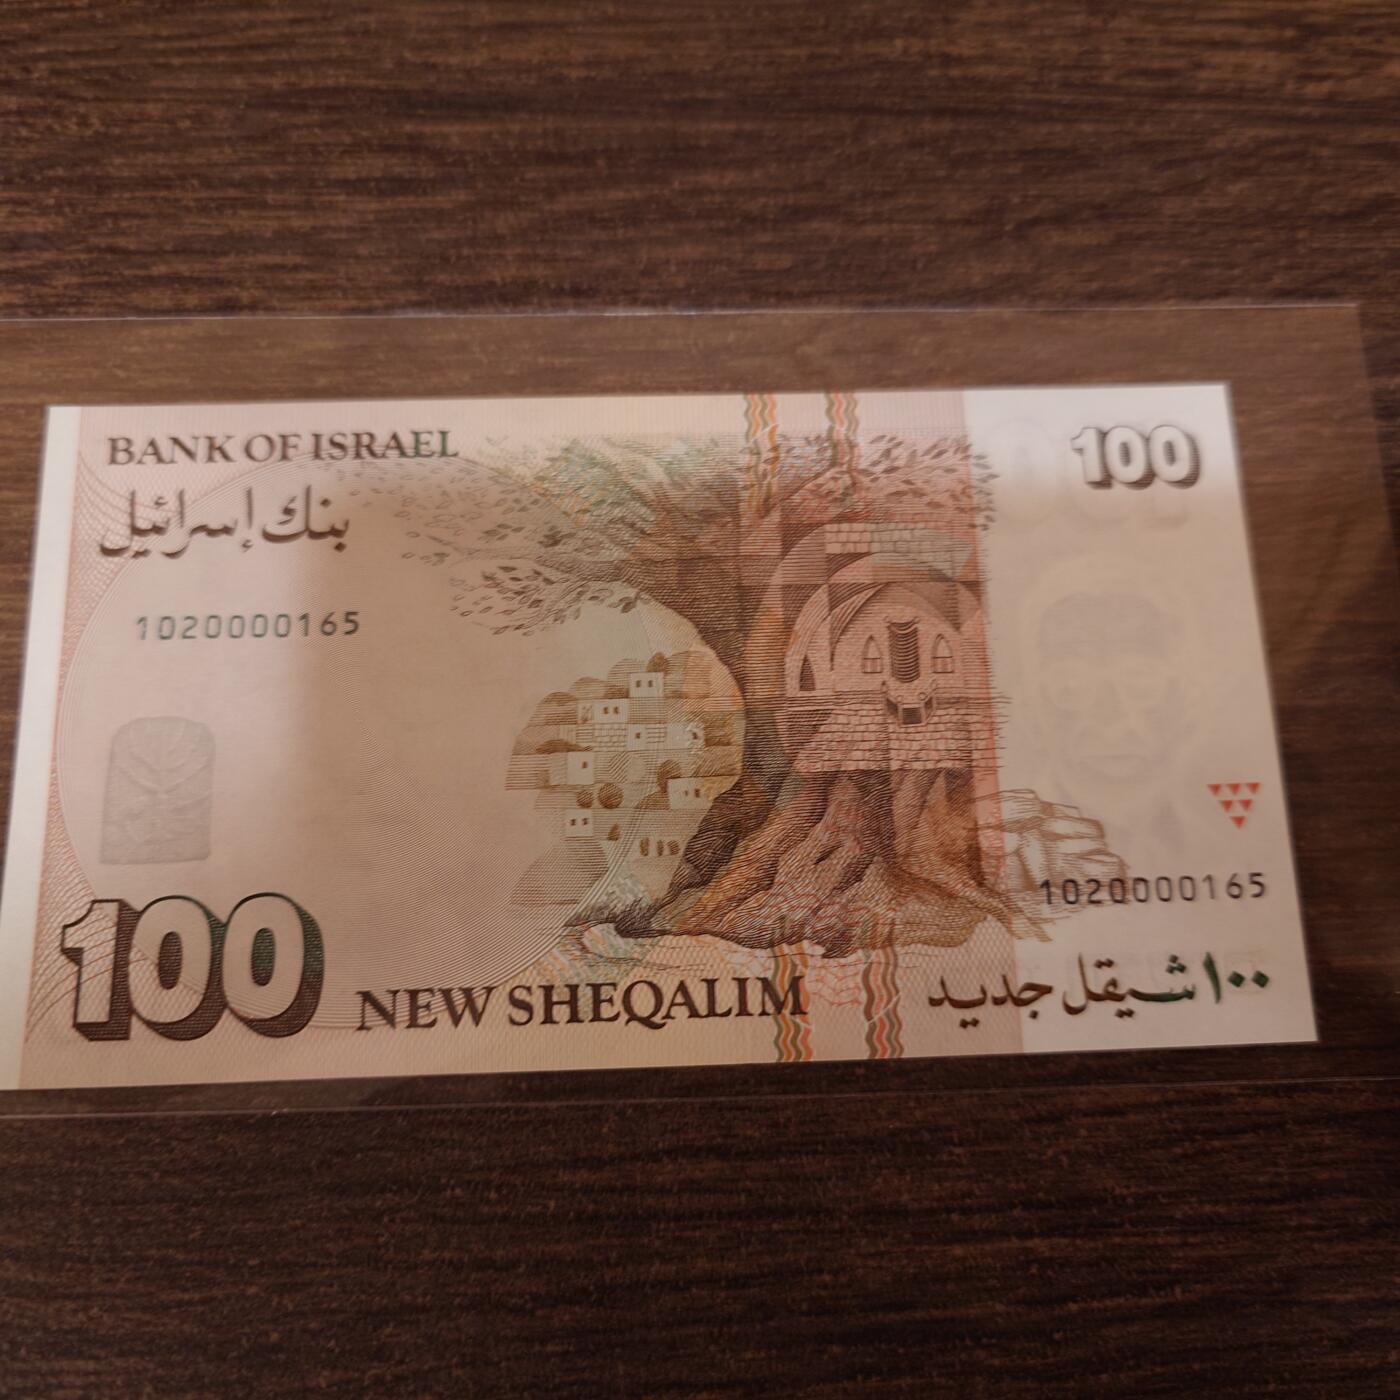 BANK OF ISRAEL
100
بنك إسرائيل
1020000165
1020000165
100
NEW SHEQALIM
١٠٠ شيقل جديد